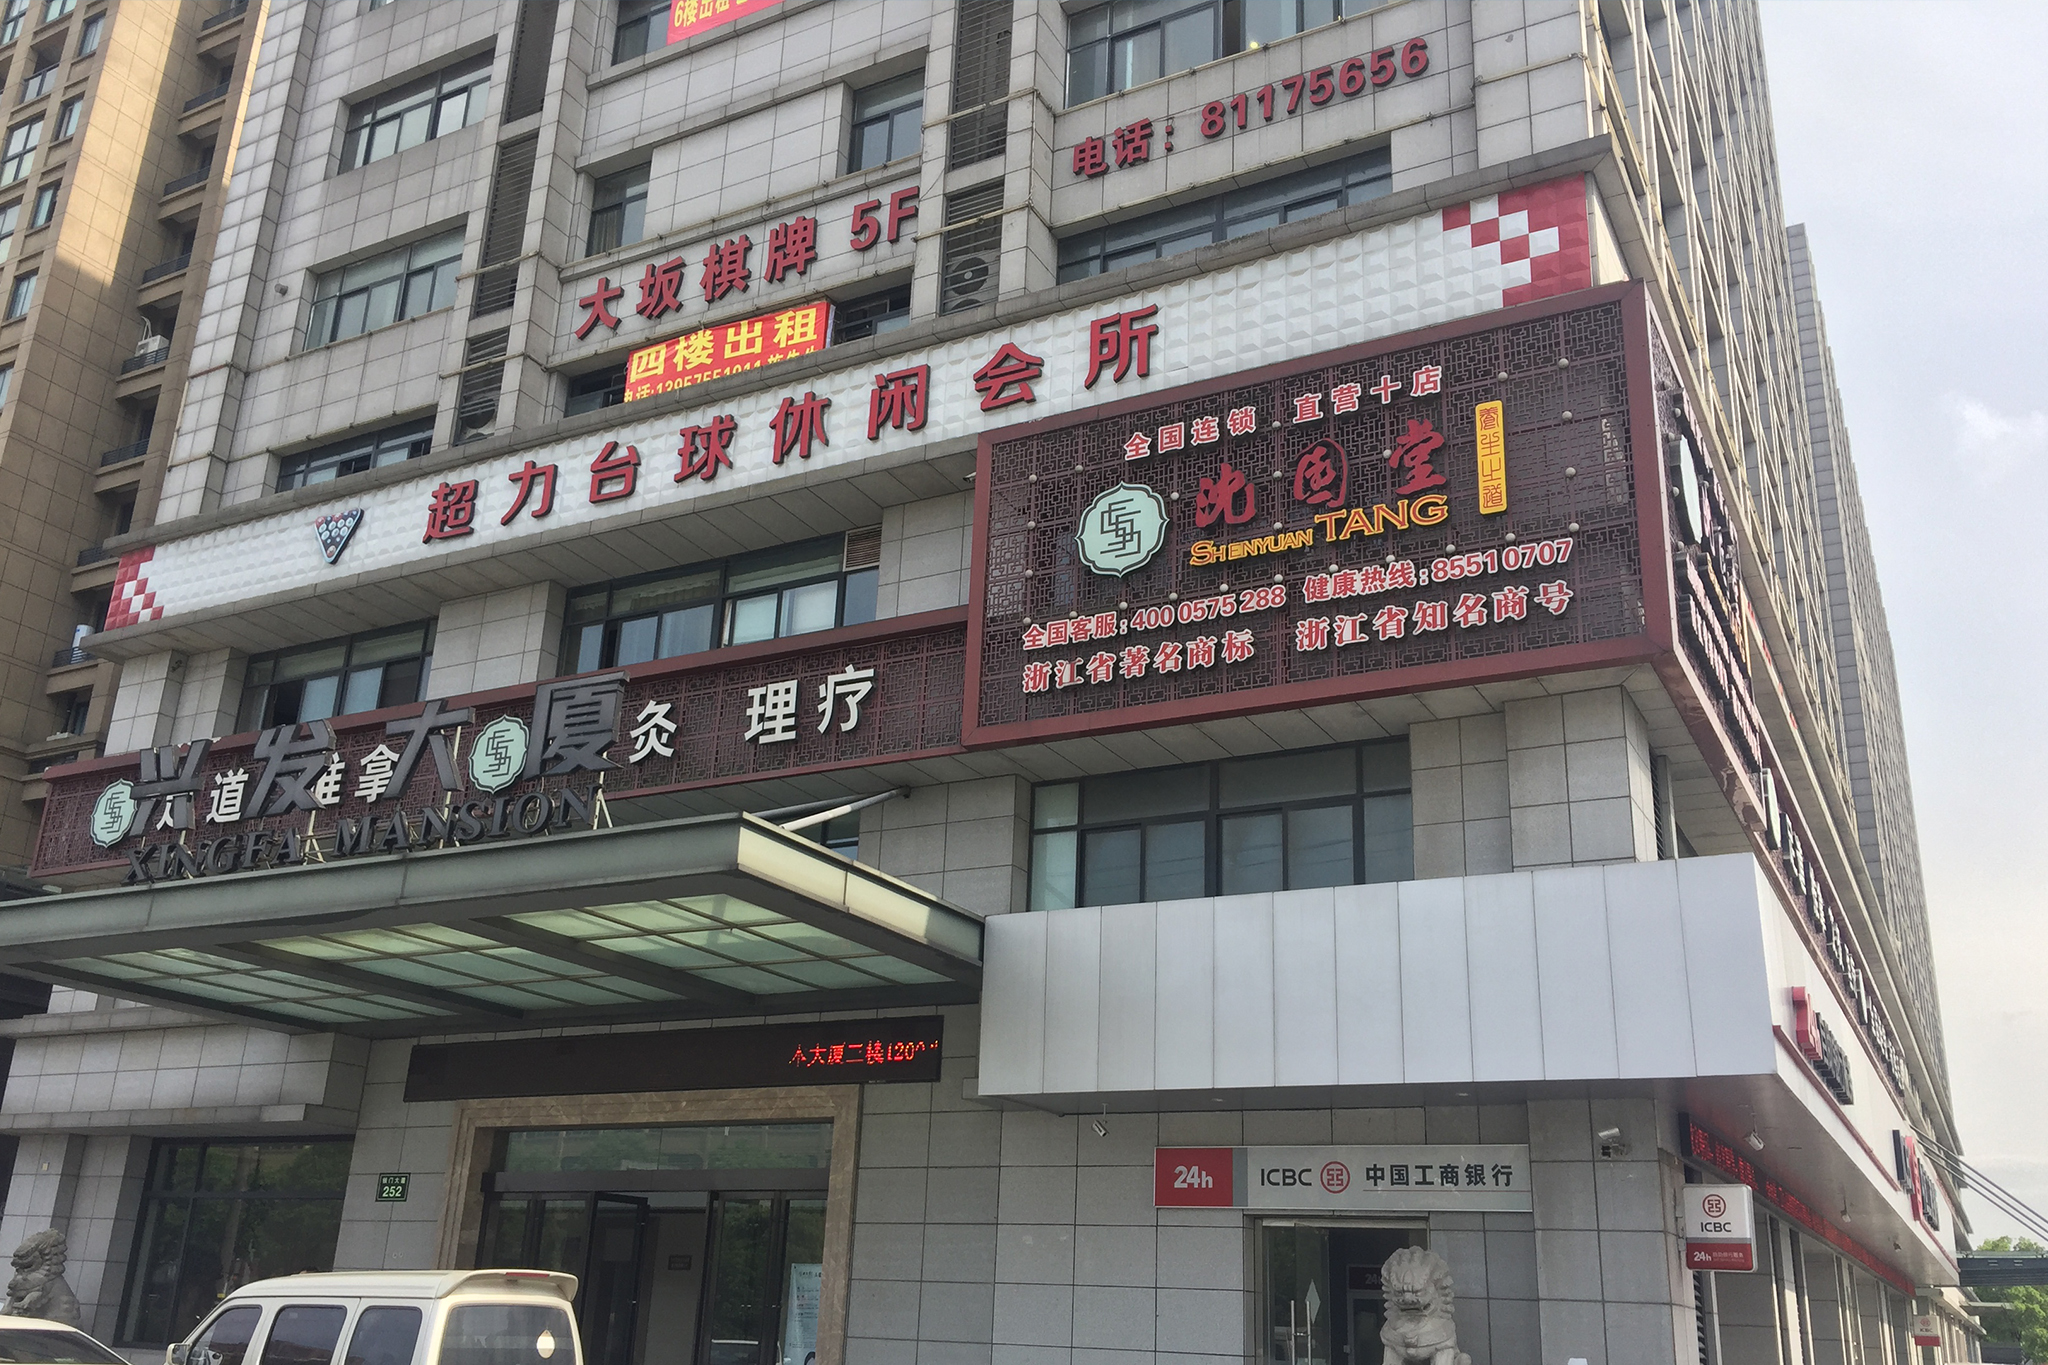 6楼出租
电话：81175656
大坂棋牌 5F
四楼出租
电话:13957551911
超力台球休闲会所
全国连锁 直营十店
沈园堂
养生之道
SHENYUAN TANG
全国客服:400 0575 288 健康热线:85510707
浙江省著名商标 浙江省知名商号
道 推拿 灸 理疗
兴发大厦
XINGFA MANSION
本大厦二楼120
252
24h ICBC 中国工商银行
ICBC
24h
ICBC